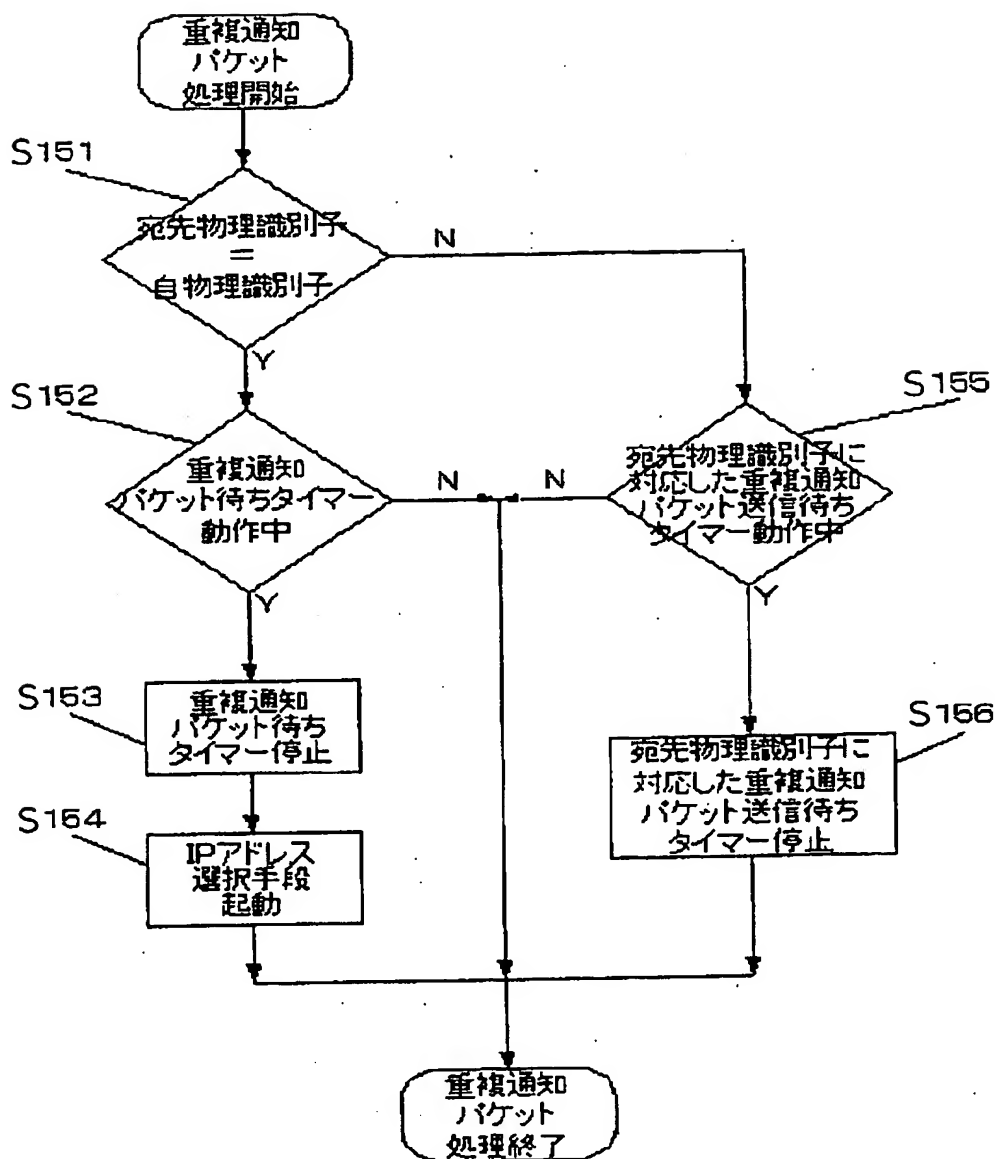 重複通知
パケット
処理開始
S151
宛先物理識別子
=
自物理識別子
N
Y
S152
重複通知
パケット待ちタイマー
動作中
N
Y
S155
宛先物理識別子に
対応した重複通知
パケット送信待ち
タイマー動作中
N
Y
S153
重複通知
パケット待ち
タイマー停止
S156
宛先物理識別子に
対応した重複通知
パケット送信待ち
タイマー停止
S154
IPアドレス
選択手段
起動
重複通知
パケット
処理終了